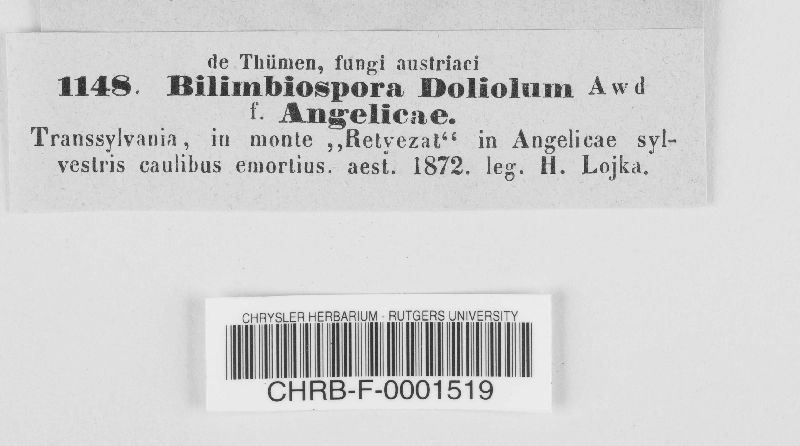 de Thümen, fungi austriaci
1148. Bilimbiospora Doliolum Awd
f. Angelicae.
Transsylvania, in monte „Retyezat“ in Angelicae syl-
vestris caulibus emortius. aest. 1872. leg. H. Lojka.
CHRYSLER HERBARIUM - RUTGERS UNIVERSITY
CHRB-F-0001519